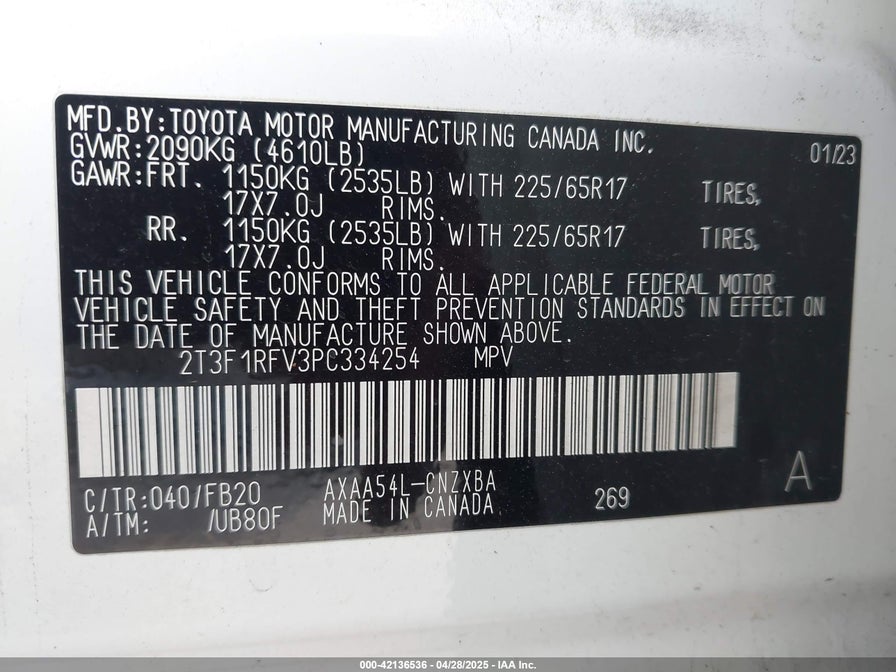 MFD.BY:TOYOTA MOTOR MANUFACTURING CANADA INC. 01/23
GVWR:2090KG (4610LB)
GAWR:FRT. 1150KG (2535LB) WITH 225/65R17 TIRES,
17X7.0J RIMS.
RR. 1150KG (2535LB) WITH 225/65R17 TIRES,
17X7.0J RIMS.
THIS VEHICLE CONFORMS TO ALL APPLICABLE FEDERAL MOTOR
VEHICLE SAFETY AND THEFT PREVENTION STANDARDS IN EFFECT ON
THE DATE OF MANUFACTURE SHOWN ABOVE.
2T3F1RFV3PC334254 MPV
C/TR:040/FB20 AXAA54L-CNZXBA 269 A
A/TM: /UB80F MADE IN CANADA
000-42136536 - 04/28/2025 - IAA Inc.